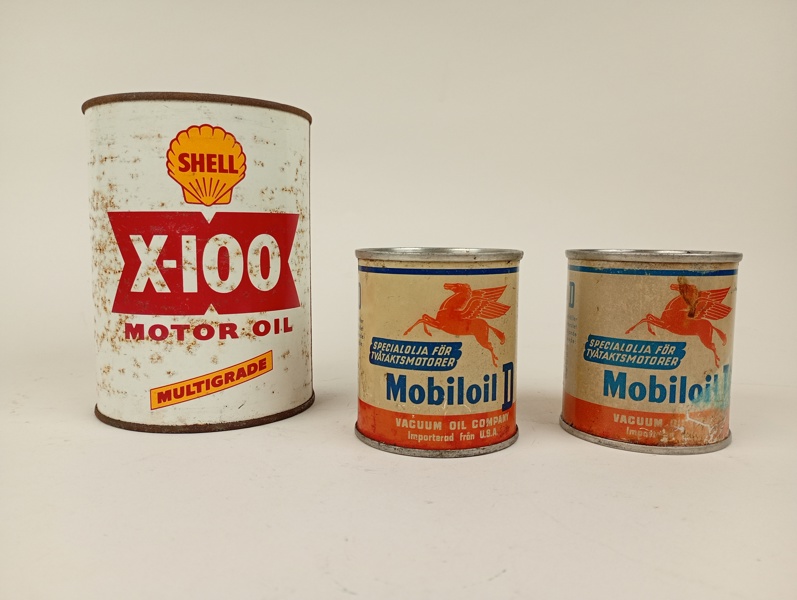 SHELL
X-100
MOTOR OIL
MULTIGRADE
D
SPECIALOLJA FÖR
TVÅTAKTSMOTORER
Mobiloil D
VACUUM OIL COMPANY
Importerad från U.S.A.
D
SPECIALOLJA FÖR
TVÅTAKTSMOTORER
Mobiloil
VACUUM